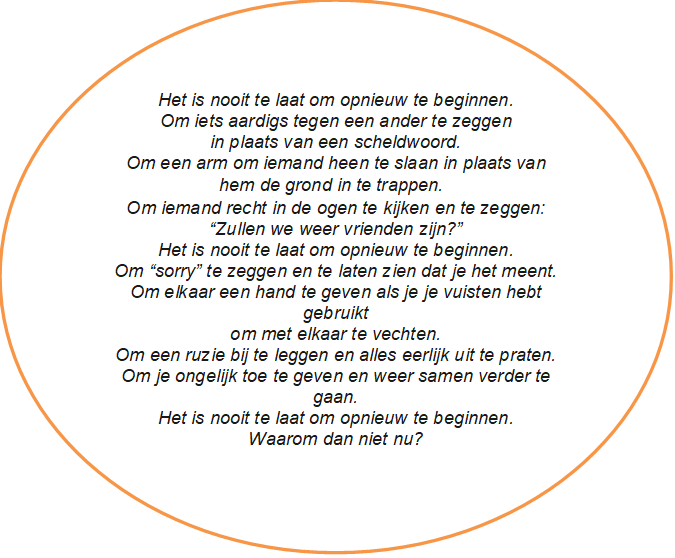 Het is nooit te laat om opnieuw te beginnen.
Om iets aardigs tegen een ander te zeggen
in plaats van een scheldwoord.
Om een arm om iemand heen te slaan in plaats van
hem de grond in te trappen.
Om iemand recht in de ogen te kijken en te zeggen:
“Zullen we weer vrienden zijn?”
Het is nooit te laat om opnieuw te beginnen.
Om “sorry” te zeggen en te laten zien dat je het meent.
Om elkaar een hand te geven als je je vuisten hebt
gebruikt
om met elkaar te vechten.
Om een ruzie bij te leggen en alles eerlijk uit te praten.
Om je ongelijk toe te geven en weer samen verder te
gaan.
Het is nooit te laat om opnieuw te beginnen.
Waarom dan niet nu?